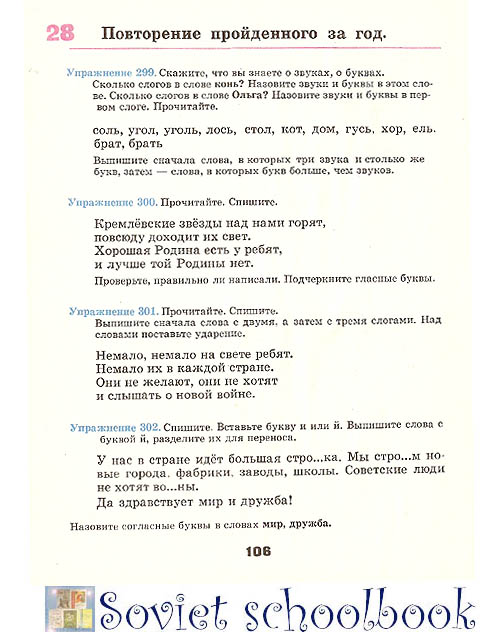 28 Повторение пройденного за год.
Упражнение 299. Скажите, что вы знаете о звуках, о буквах.
Сколько слогов в слове конь? Назовите звуки и буквы в этом сло-
ве. Сколько слогов в слове Ольга? Назовите звуки и буквы в пер-
вом слоге. Прочитайте.
соль, угол, уголь, лось, стол, кот, дом, гусь, хор, ель,
брат, брать
Выпишите сначала слова, в которых три звука и столько же
букв, затем — слова, в которых букв больше, чем звуков.
Упражнение 300. Прочитайте. Спишите.
Кремлёвские звёзды над нами горят,
повсюду доходит их свет.
Хорошая Родина есть у ребят,
и лучше той Родины нет.
Проверьте, правильно ли написали. Подчеркните гласные буквы.
Упражнение 301. Прочитайте. Спишите.
Выпишите сначала слова с двумя, а затем с тремя слогами. Над
словами поставьте ударение.
Немало, немало на свете ребят.
Немало их в каждой стране.
Они не желают, они не хотят
и слышать о новой войне.
Упражнение 302. Спишите. Вставьте букву и или й. Выпишите слова с
буквой й, разделите их для переноса.
У нас в стране идёт большая стро...ка. Мы стро...м но-
вые города, фабрики, заводы, школы. Советские люди
не хотят во...ны.
Да здравствует мир и дружба!
Назовите согласные буквы в словах мир, дружба.
106
Soviet schoolbook